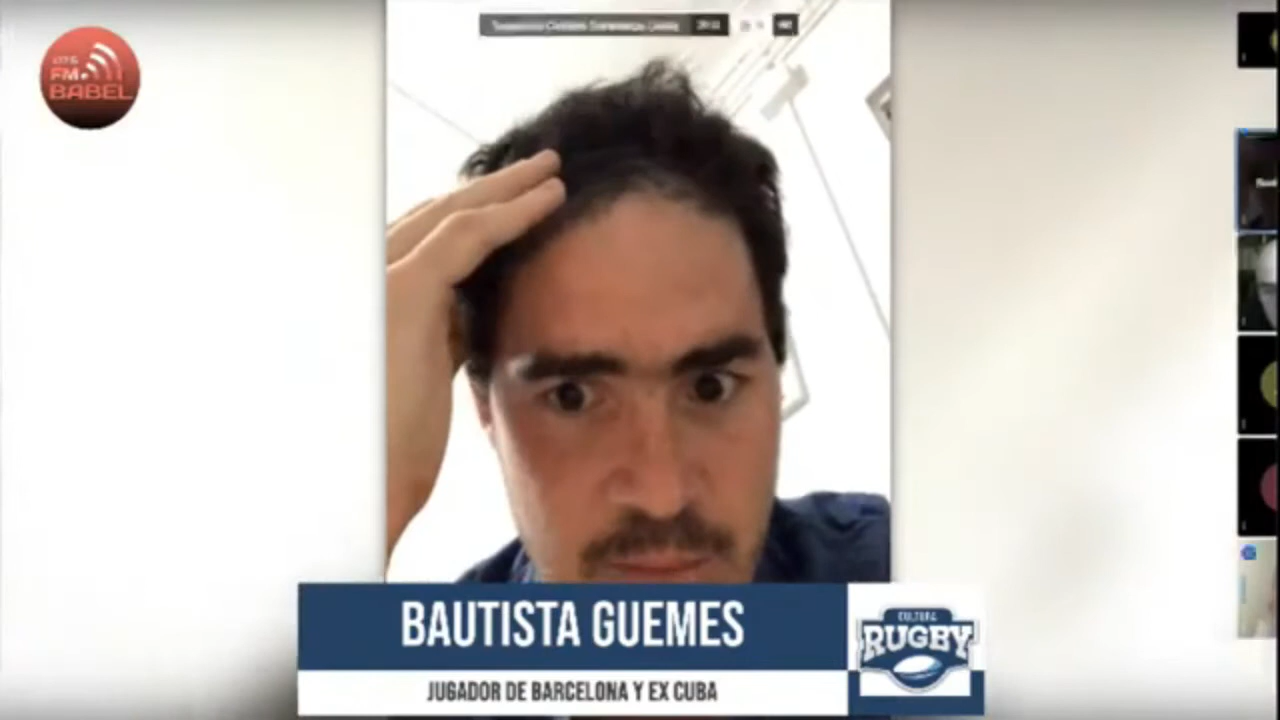 FM
BABEL
BAUTISTA GUEMES
JUGADOR DE BARCELONA Y EX CUBA
CULTURA
RUGBY